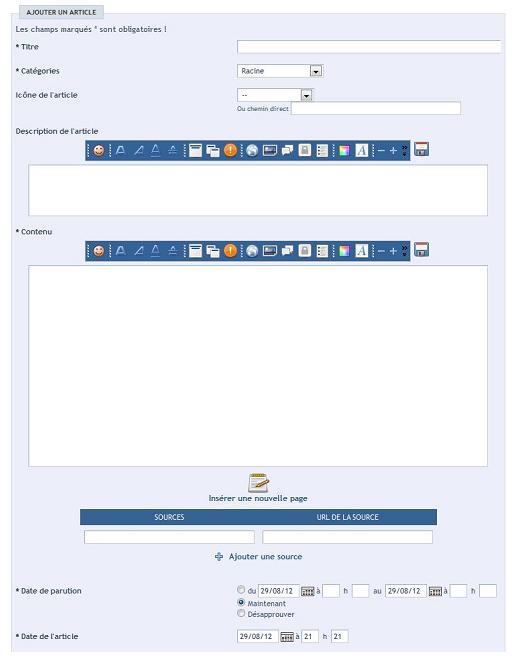 AJOUTER UN ARTICLE
Les champs marqués * sont obligatoires !
* Titre
* Catégories Racine
Icône de l'article --
Ou chemin direct
Description de l'article
* Contenu
Insérer une nouvelle page
SOURCES URL DE LA SOURCE
Ajouter une source
* Date de parution du 29/08/12 à h au 29/08/12 à h
Maintenant
Désapprouver
* Date de l'article 29/08/12 à 21 h 21